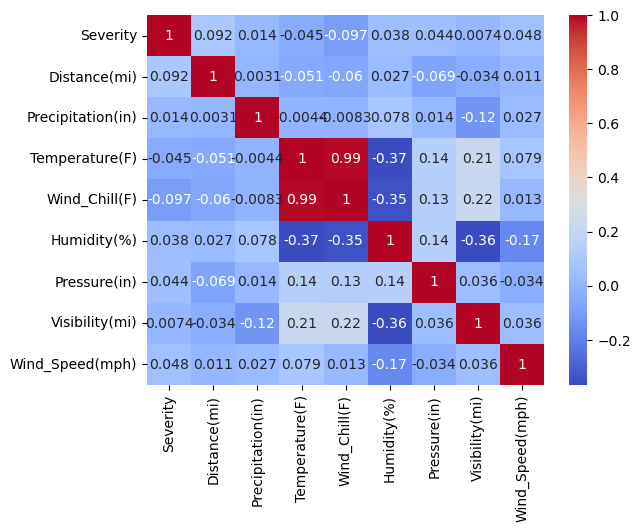 Severity 1 0.092 0.014 -0.045 -0.097 0.038 0.044 0.0074 0.048
Distance(mi) 0.092 1 0.0031 -0.051 -0.06 0.027 -0.069 -0.034 0.011
Precipitation(in) 0.014 0.0031 1 -0.0044 -0.0083 0.078 0.014 -0.12 0.027
Temperature(F) -0.045 -0.051 -0.0044 1 0.99 -0.37 0.14 0.21 0.079
Wind_Chill(F) -0.097 -0.06 -0.0083 0.99 1 -0.35 0.13 0.22 0.013
Humidity(%) 0.038 0.027 0.078 -0.37 -0.35 1 0.14 -0.36 -0.17
Pressure(in) 0.044 -0.069 0.014 0.14 0.13 0.14 1 0.036 -0.034
Visibility(mi) 0.0074 -0.034 -0.12 0.21 0.22 -0.36 0.036 1 0.036
Wind_Speed(mph) 0.048 0.011 0.027 0.079 0.013 -0.17 -0.034 0.036 1
Severity
Distance(mi)
Precipitation(in)
Temperature(F)
Wind_Chill(F)
Humidity(%)
Pressure(in)
Visibility(mi)
Wind_Speed(mph)
1.0
0.8
0.6
0.4
0.2
0.0
−0.2